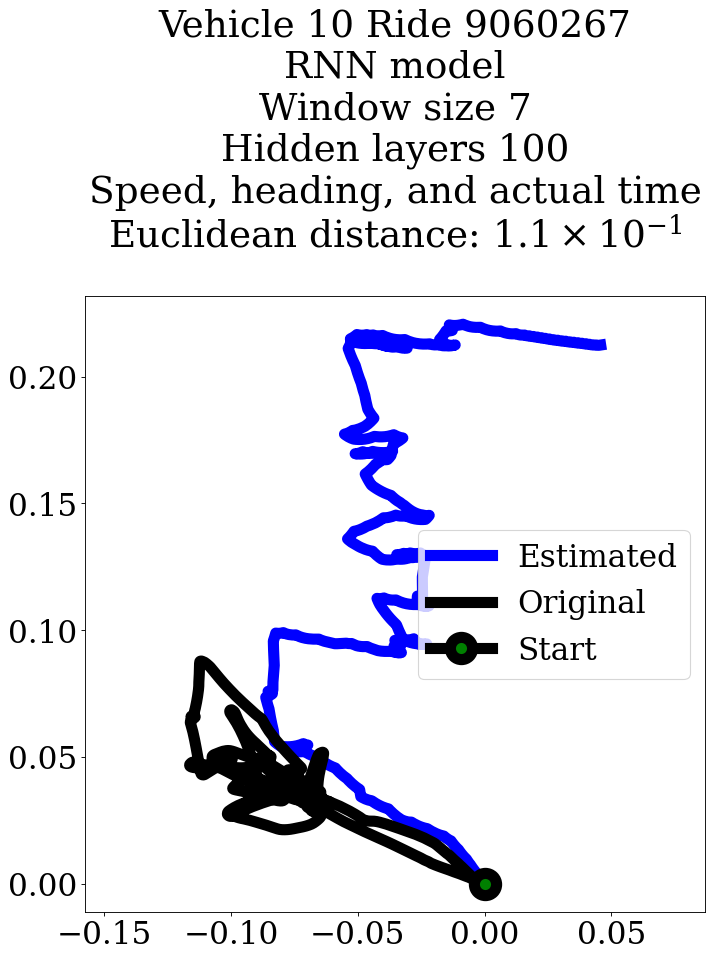 Vehicle 10 Ride 9060267
RNN model
Window size 7
Hidden layers 100
Speed, heading, and actual time
Euclidean distance: 1.1 × 10⁻¹
0.20
0.15
0.10
0.05
0.00
Estimated
Original
Start
−0.15 −0.10 −0.05 0.00 0.05